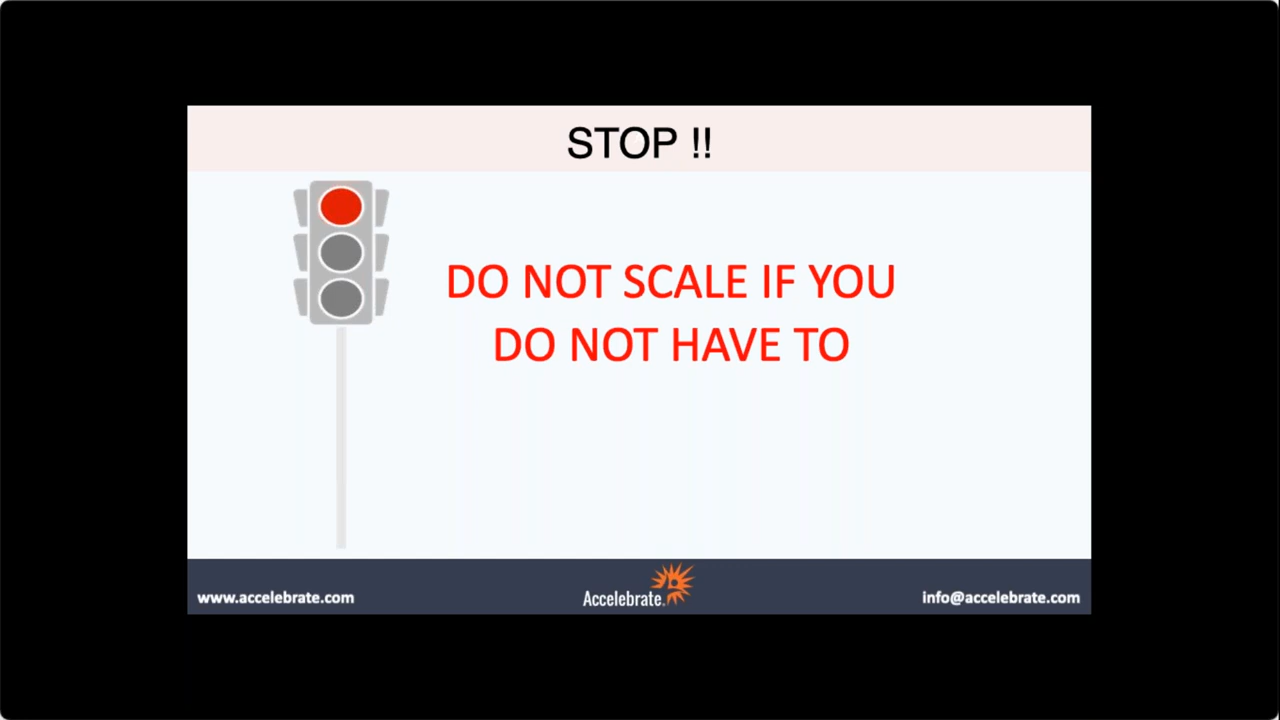 STOP !!
DO NOT SCALE IF YOU
DO NOT HAVE TO
www.accelebrate.com
Accelebrate
info@accelebrate.com